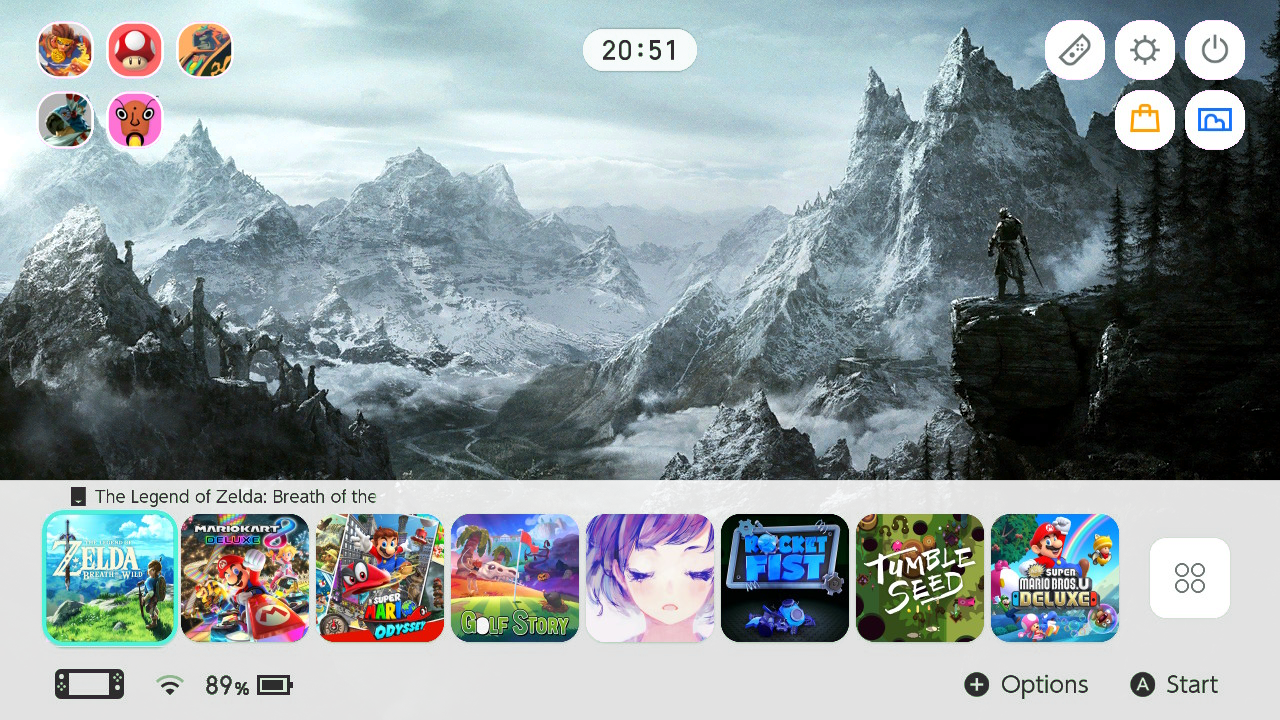 20:51
The Legend of Zelda: Breath of the
THE LEGEND OF
ZELDA
BREATH OF THE WILD
MARIOKART 8
DELUXE
SUPER
MARIO
ODYSSEY
GOLF STORY
ROCKET
FIST
TUMBLE
SEED
SUPER
MARIO BROS. U
DELUXE
89%
+ Options
A Start